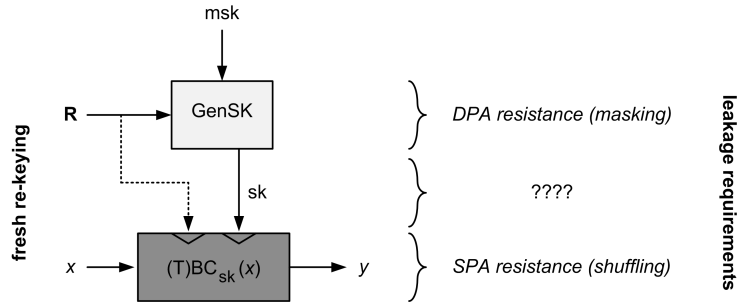 msk
R
GenSK
DPA resistance (masking)
sk
????
x
(T)BC_sk(x)
y
SPA resistance (shuffling)
fresh re-keying
leakage requirements